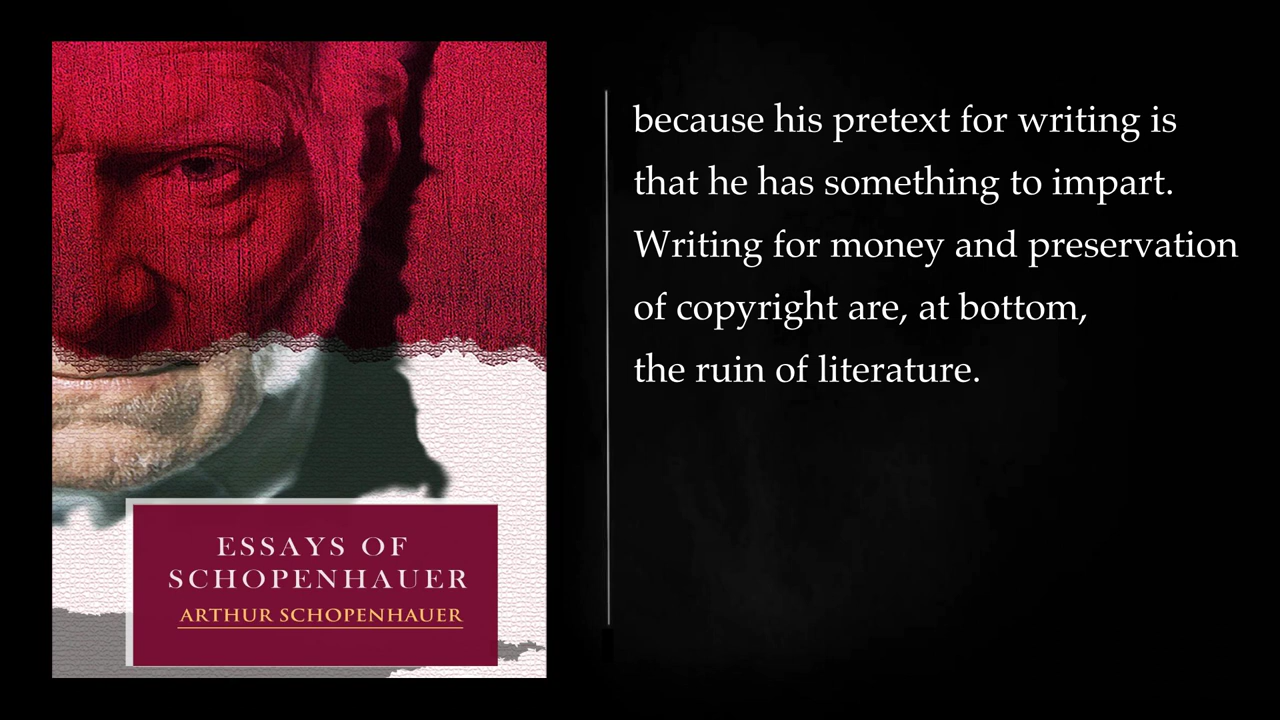 ESSAYS OF
SCHOPENHAUER
ARTHUR SCHOPENHAUER
because his pretext for writing is
that he has something to impart.
Writing for money and preservation
of copyright are, at bottom,
the ruin of literature.